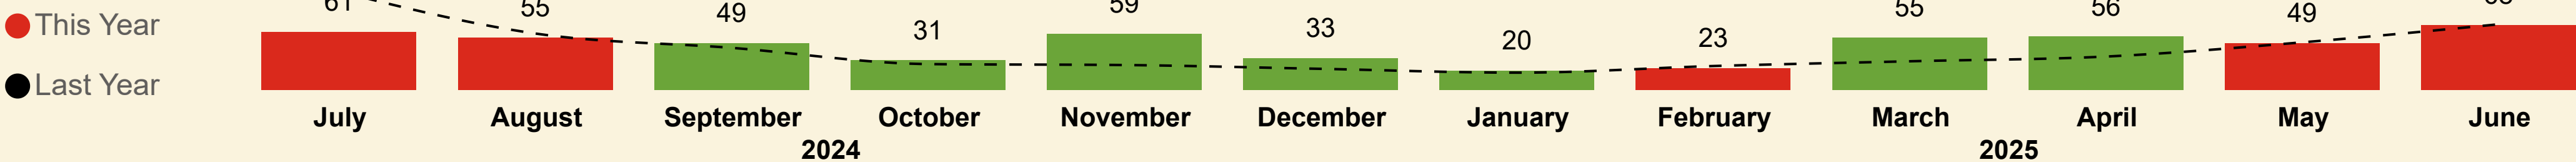 61 55 49 31 59 33 20 23 55 56 49
This Year
Last Year
July August September October November December January February March April May June
2024 2025